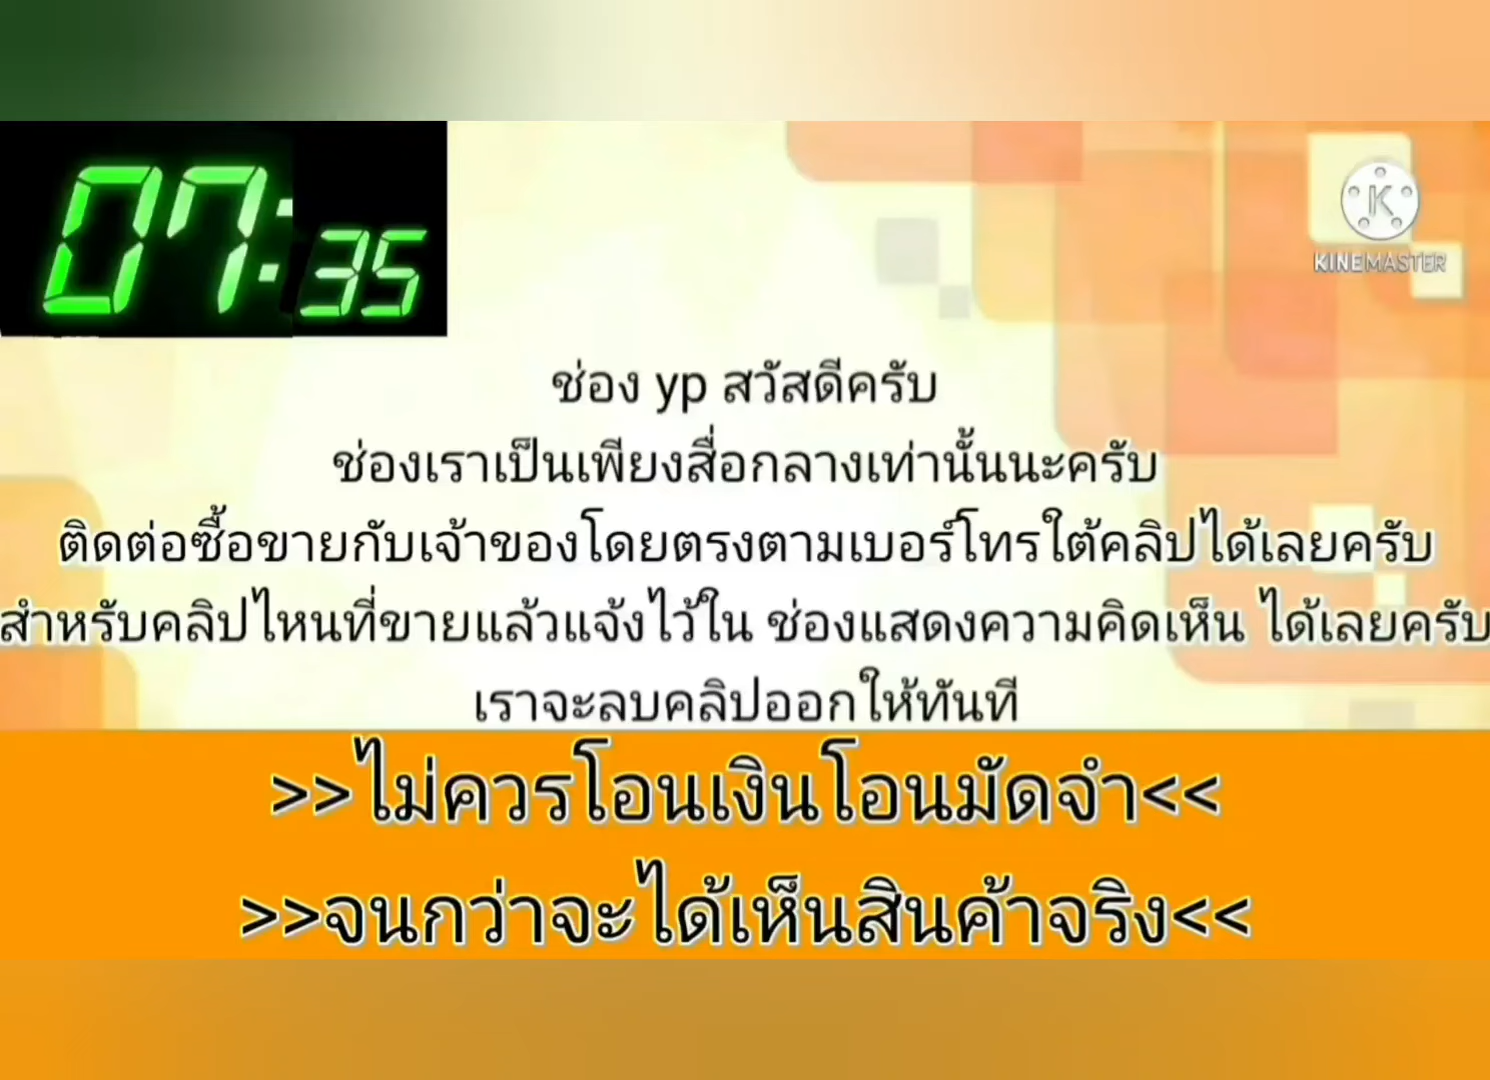 07:35
KINEMASTER
ช่อง yp สวัสดีครับ
ช่องเราเป็นเพียงสื่อกลางเท่านั้นนะครับ
ติดต่อซื้อขายกับเจ้าของโดยตรงตามเบอร์โทรใต้คลิปได้เลยครับ
สำหรับคลิปไหนที่ขายแล้วแจ้งไว้ใน ช่องแสดงความคิดเห็น ได้เลยครับ
เราจะลบคลิปออกให้ทันที
>>ไม่ควรโอนเงินโอนมัดจำ<<
>>จนกว่าจะได้เห็นสินค้าจริง<<